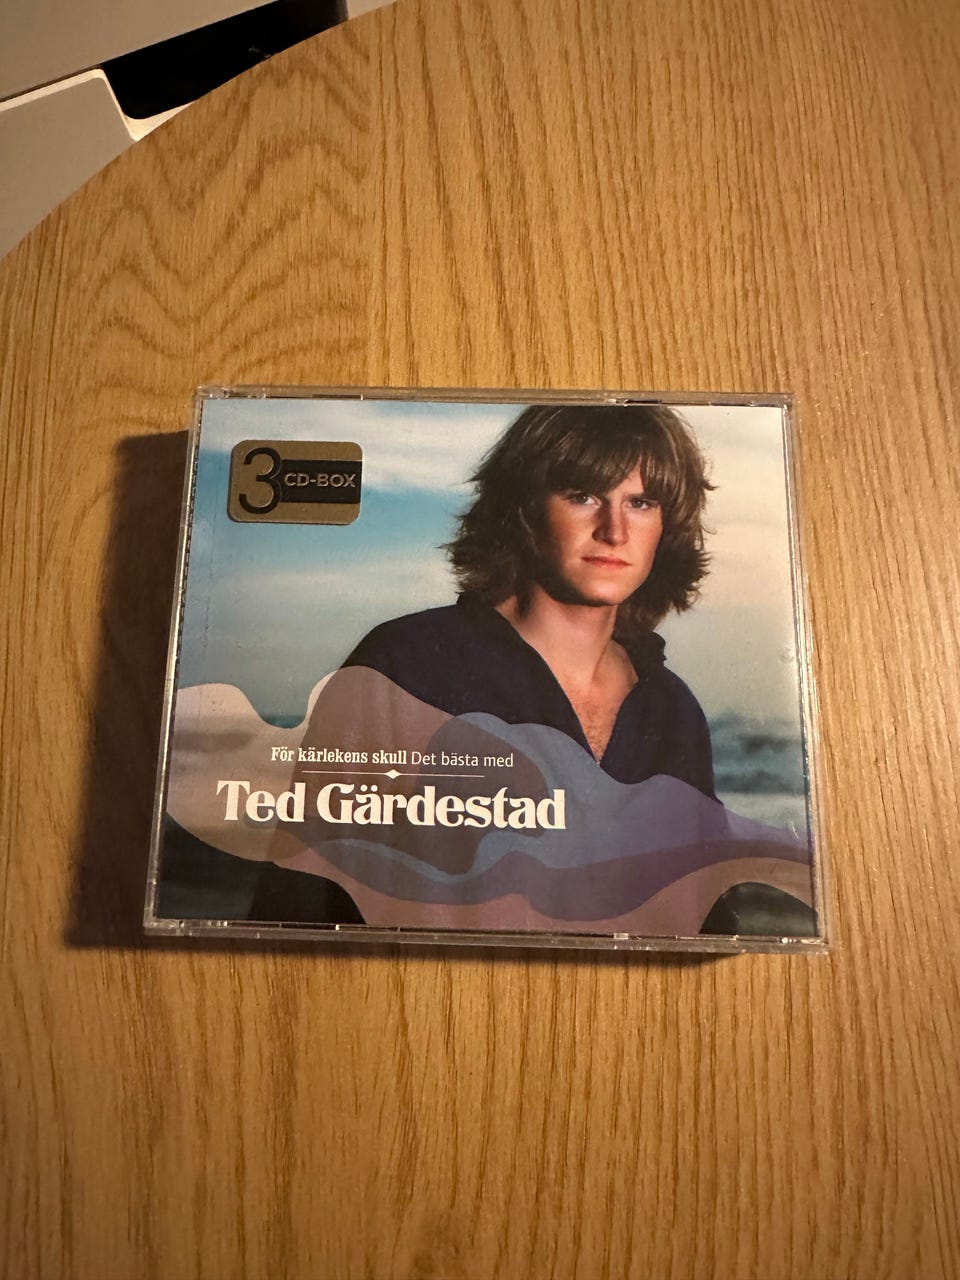 3 CD-BOX
För kärlekens skull Det bästa med
Ted Gärdestad